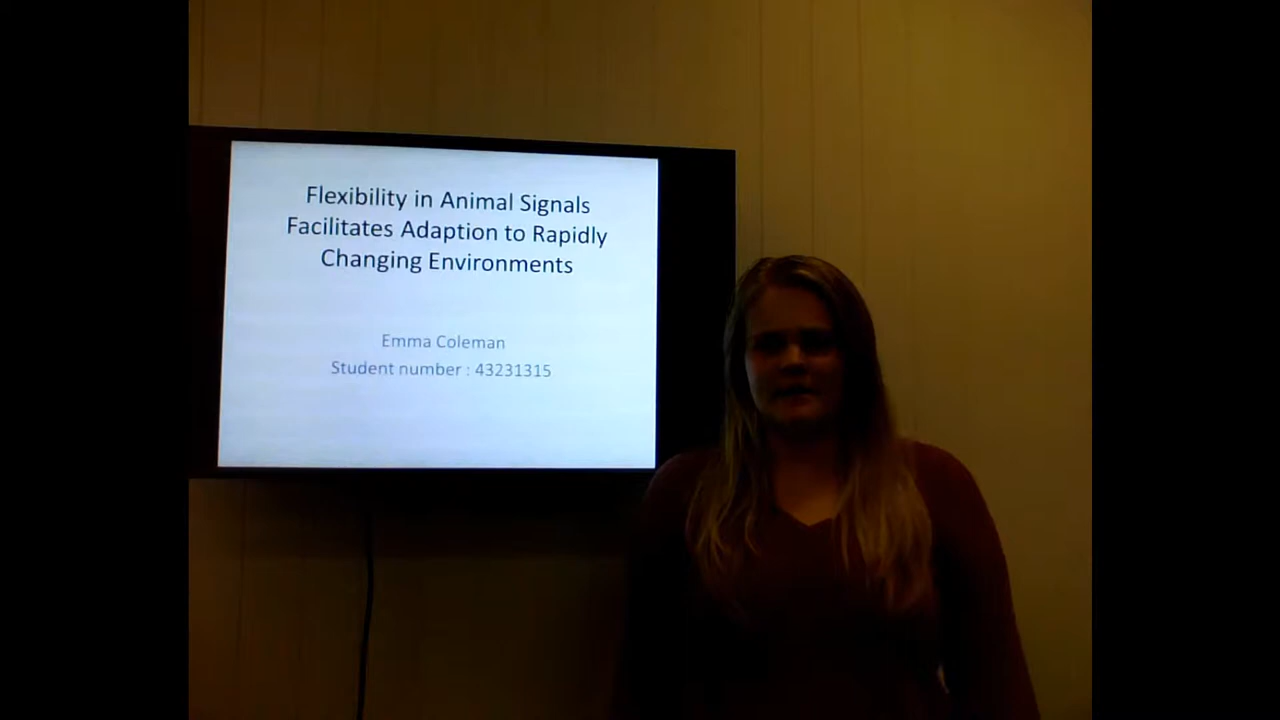 Flexibility in Animal Signals
Facilitates Adaption to Rapidly
Changing Environments
Emma Coleman
Student number : 43231315